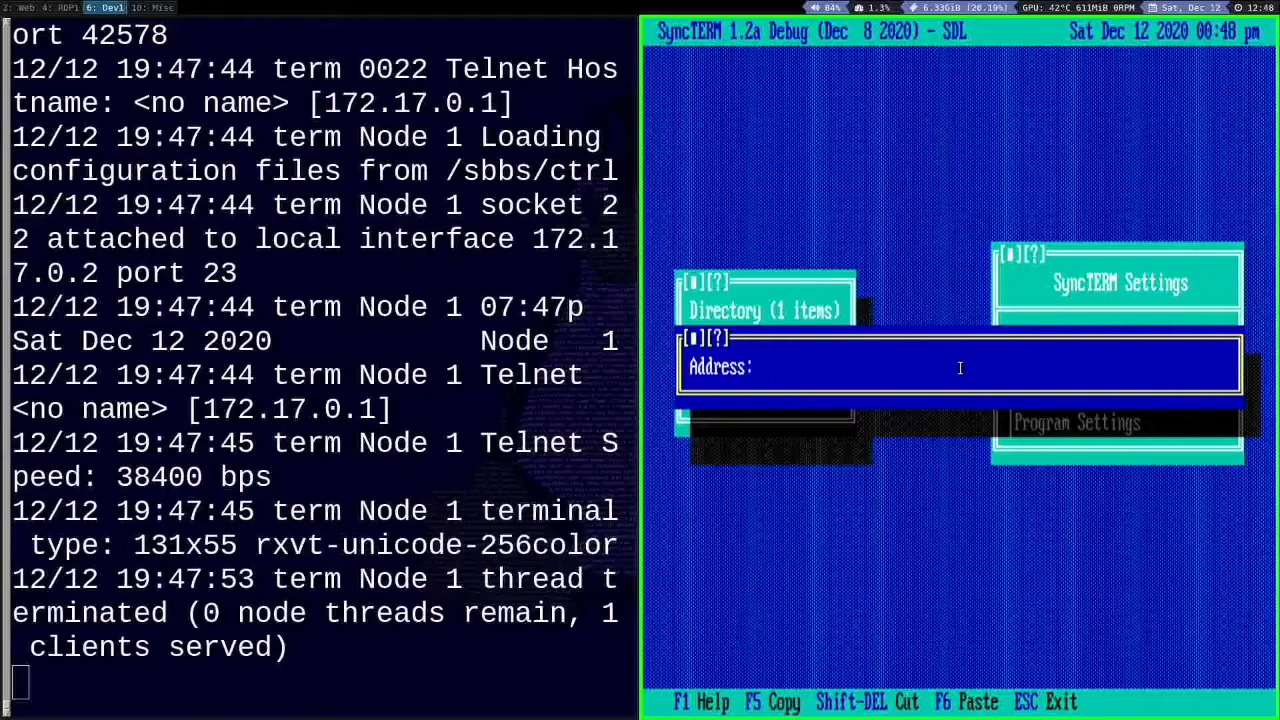 2: Web 4: RDP1 6: Dev1 10: Misc
84% 1.3% 6.33GiB (20.19%) GPU: 42°C 611MiB 0RPM Sat, Dec 12 12:48
ort 42578
12/12 19:47:44 term 0022 Telnet Hos
tname: <no name> [172.17.0.1]
12/12 19:47:44 term Node 1 Loading
configuration files from /sbbs/ctrl
12/12 19:47:44 term Node 1 socket 2
2 attached to local interface 172.1
7.0.2 port 23
12/12 19:47:44 term Node 1 07:47p
Sat Dec 12 2020            Node   1
12/12 19:47:44 term Node 1 Telnet
<no name> [172.17.0.1]
12/12 19:47:45 term Node 1 Telnet S
peed: 38400 bps
12/12 19:47:45 term Node 1 terminal
 type: 131x55 rxvt-unicode-256color
12/12 19:47:53 term Node 1 thread t
erminated (0 node threads remain, 1
 clients served)
SyncTERM 1.2a Debug (Dec  8 2020) - SDL
Sat Dec 12 2020 00:48 pm
[∎][?]
SyncTERM Settings
[∎][?]
Directory (1 items)
[∎][?]
Address:
Program Settings
F1 Help  F5 Copy  Shift-DEL Cut  F6 Paste  ESC Exit